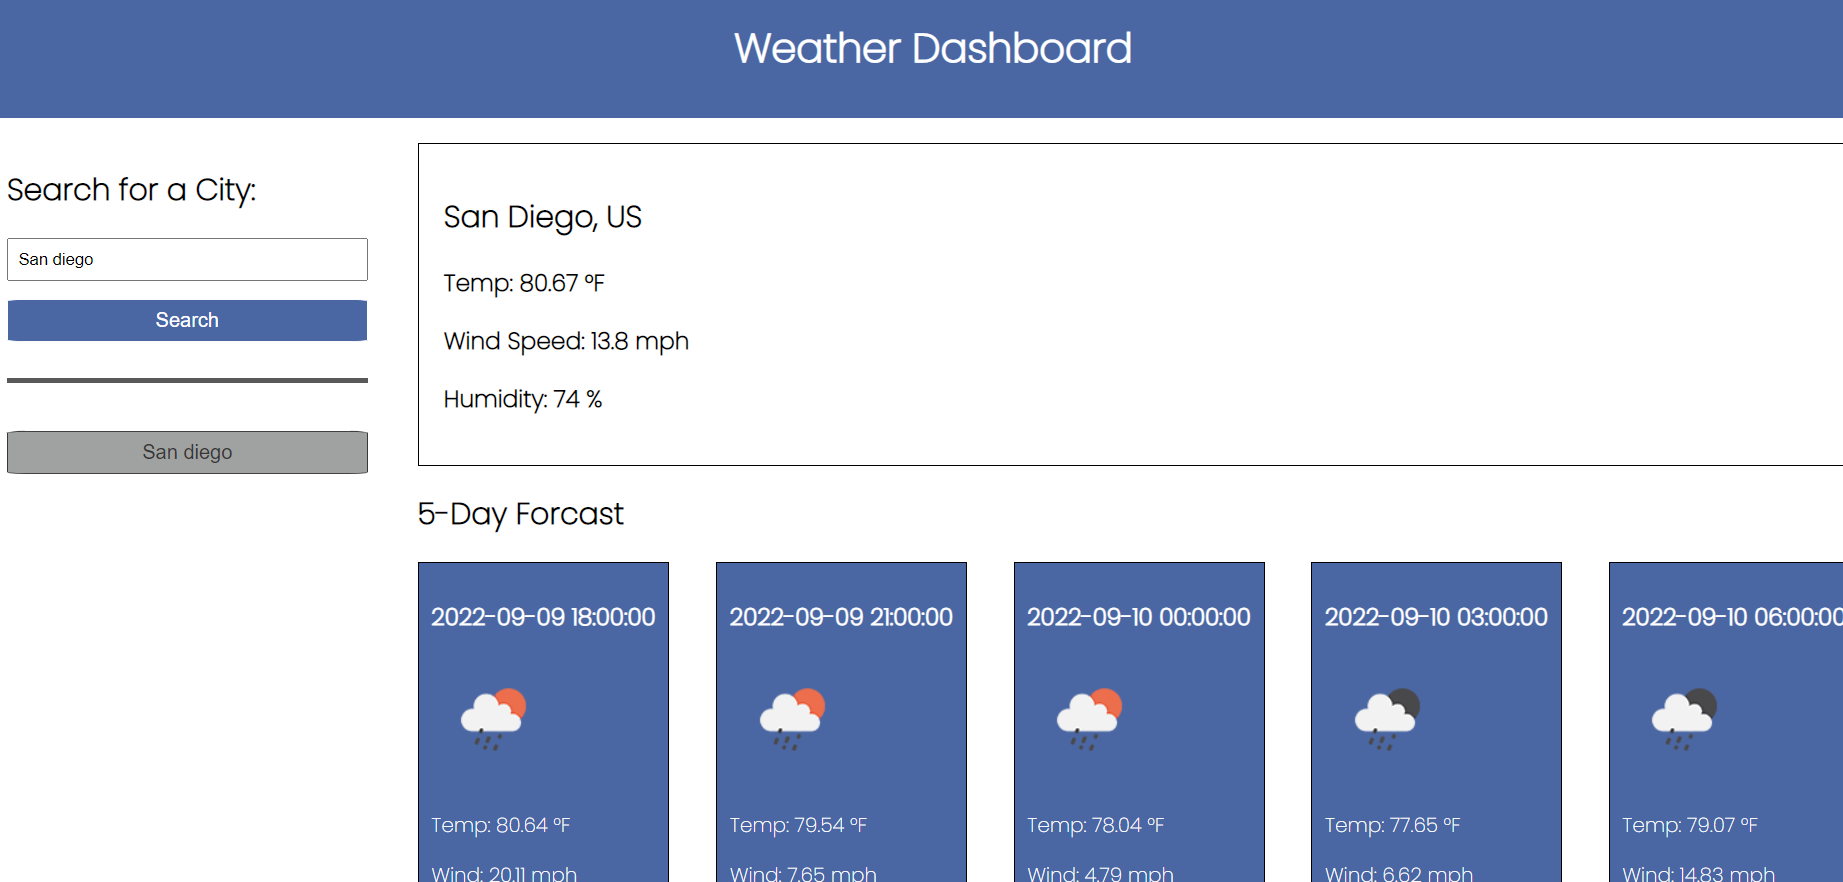 Weather Dashboard
Search for a City:
San diego
Search
San diego
San Diego, US
Temp: 80.67 °F
Wind Speed: 13.8 mph
Humidity: 74 %
5-Day Forcast
2022-09-09 18:00:00
Temp: 80.64 °F
Wind: 20.11 mph
2022-09-09 21:00:00
Temp: 79.54 °F
Wind: 7.65 mph
2022-09-10 00:00:00
Temp: 78.04 °F
Wind: 4.79 mph
2022-09-10 03:00:00
Temp: 77.65 °F
Wind: 6.62 mph
2022-09-10 06:00:00
Temp: 79.07 °F
Wind: 14.83 mph